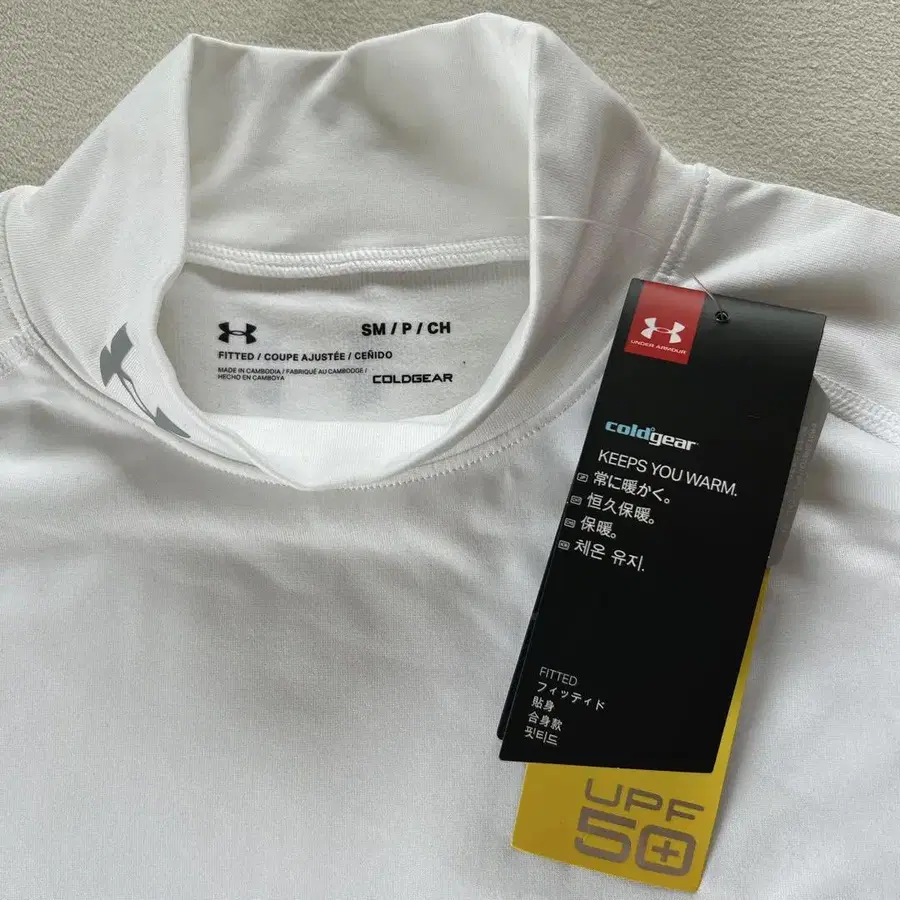 SM / P / CH
FITTED / COUPE AJUSTÉE / CEÑIDO
MADE IN CAMBODIA / FABRIQUÉ AU CAMBODGE /
HECHO EN CAMBOYA
COLDGEAR
UNDER ARMOUR
coldgear
KEEPS YOU WARM.
常に暖かく。
恒久保暖。
保暖。
체온 유지.
FITTED
フィッティド
貼身
合身款
핏티드
UPF
50+